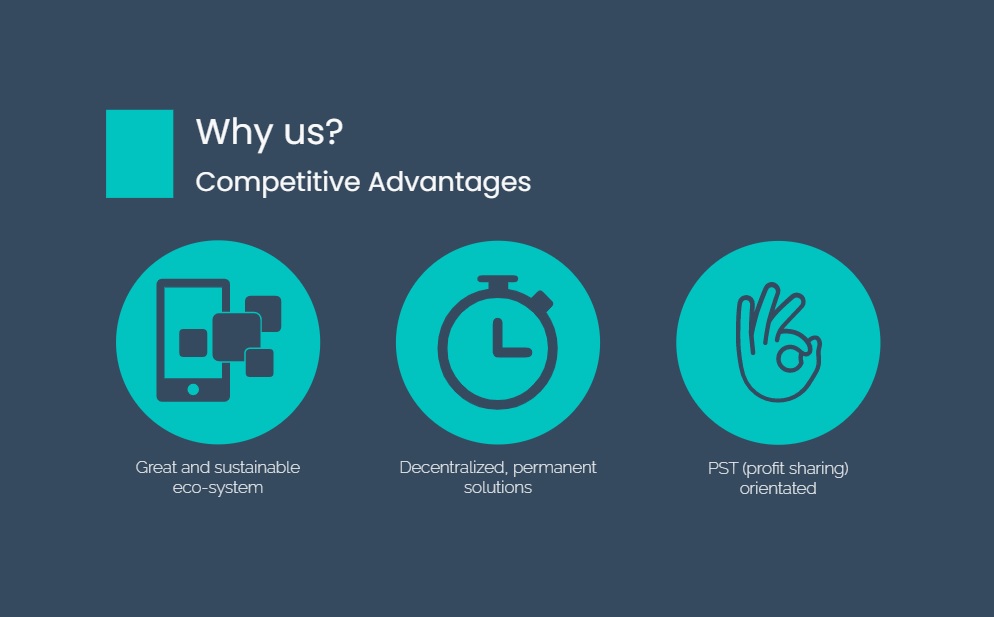 Why us?
Competitive Advantages
Great and sustainable
eco-system
Decentralized, permanent
solutions
PST (profit sharing)
orientated